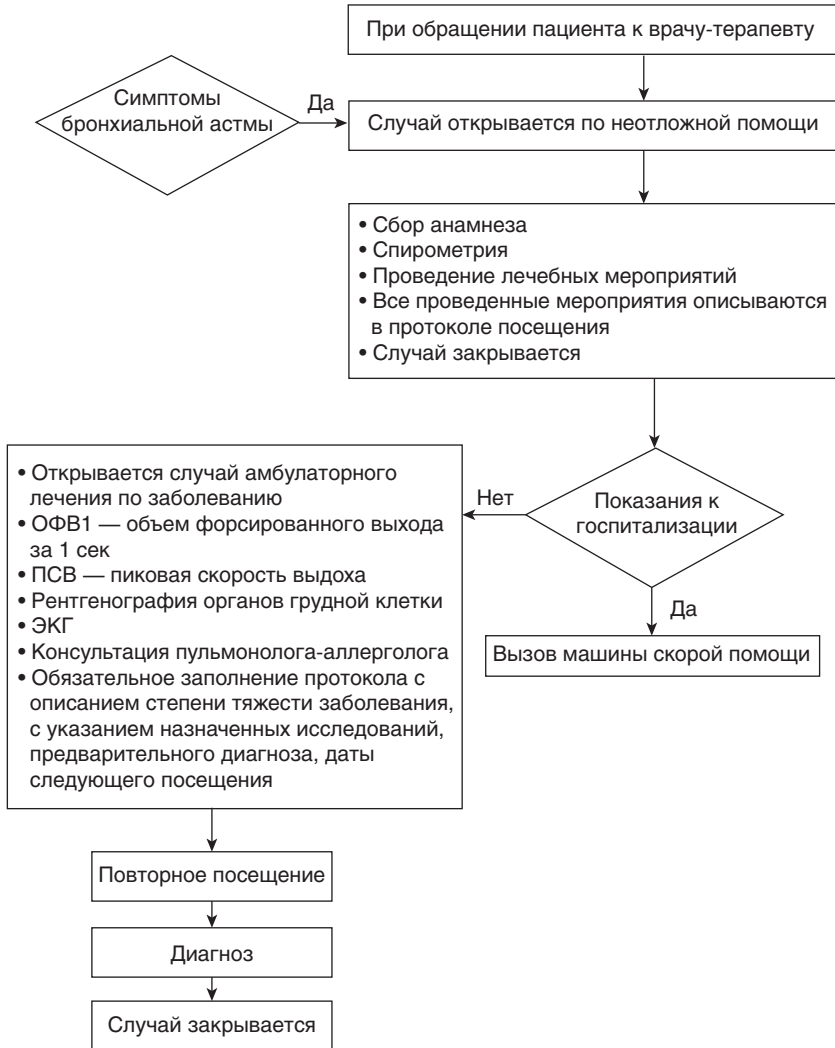 При обращении пациента к врачу-терапевту
Симптомы
бронхиальной астмы
Да
Случай открывается по неотложной помощи
• Сбор анамнеза
• Спирометрия
• Проведение лечебных мероприятий
• Все проведенные мероприятия описываются
в протоколе посещения
• Случай закрывается
Показания к
госпитализации
Нет
Да
Вызов машины скорой помощи
• Открывается случай амбулаторного
лечения по заболеванию
• ОФВ1 — объем форсированного выхода
за 1 сек
• ПСВ — пиковая скорость выдоха
• Рентгенография органов грудной клетки
• ЭКГ
• Консультация пульмонолога-аллерголога
• Обязательное заполнение протокола с
описанием степени тяжести заболевания,
с указанием назначенных исследований,
предварительного диагноза, даты
следующего посещения
Повторное посещение
Диагноз
Случай закрывается